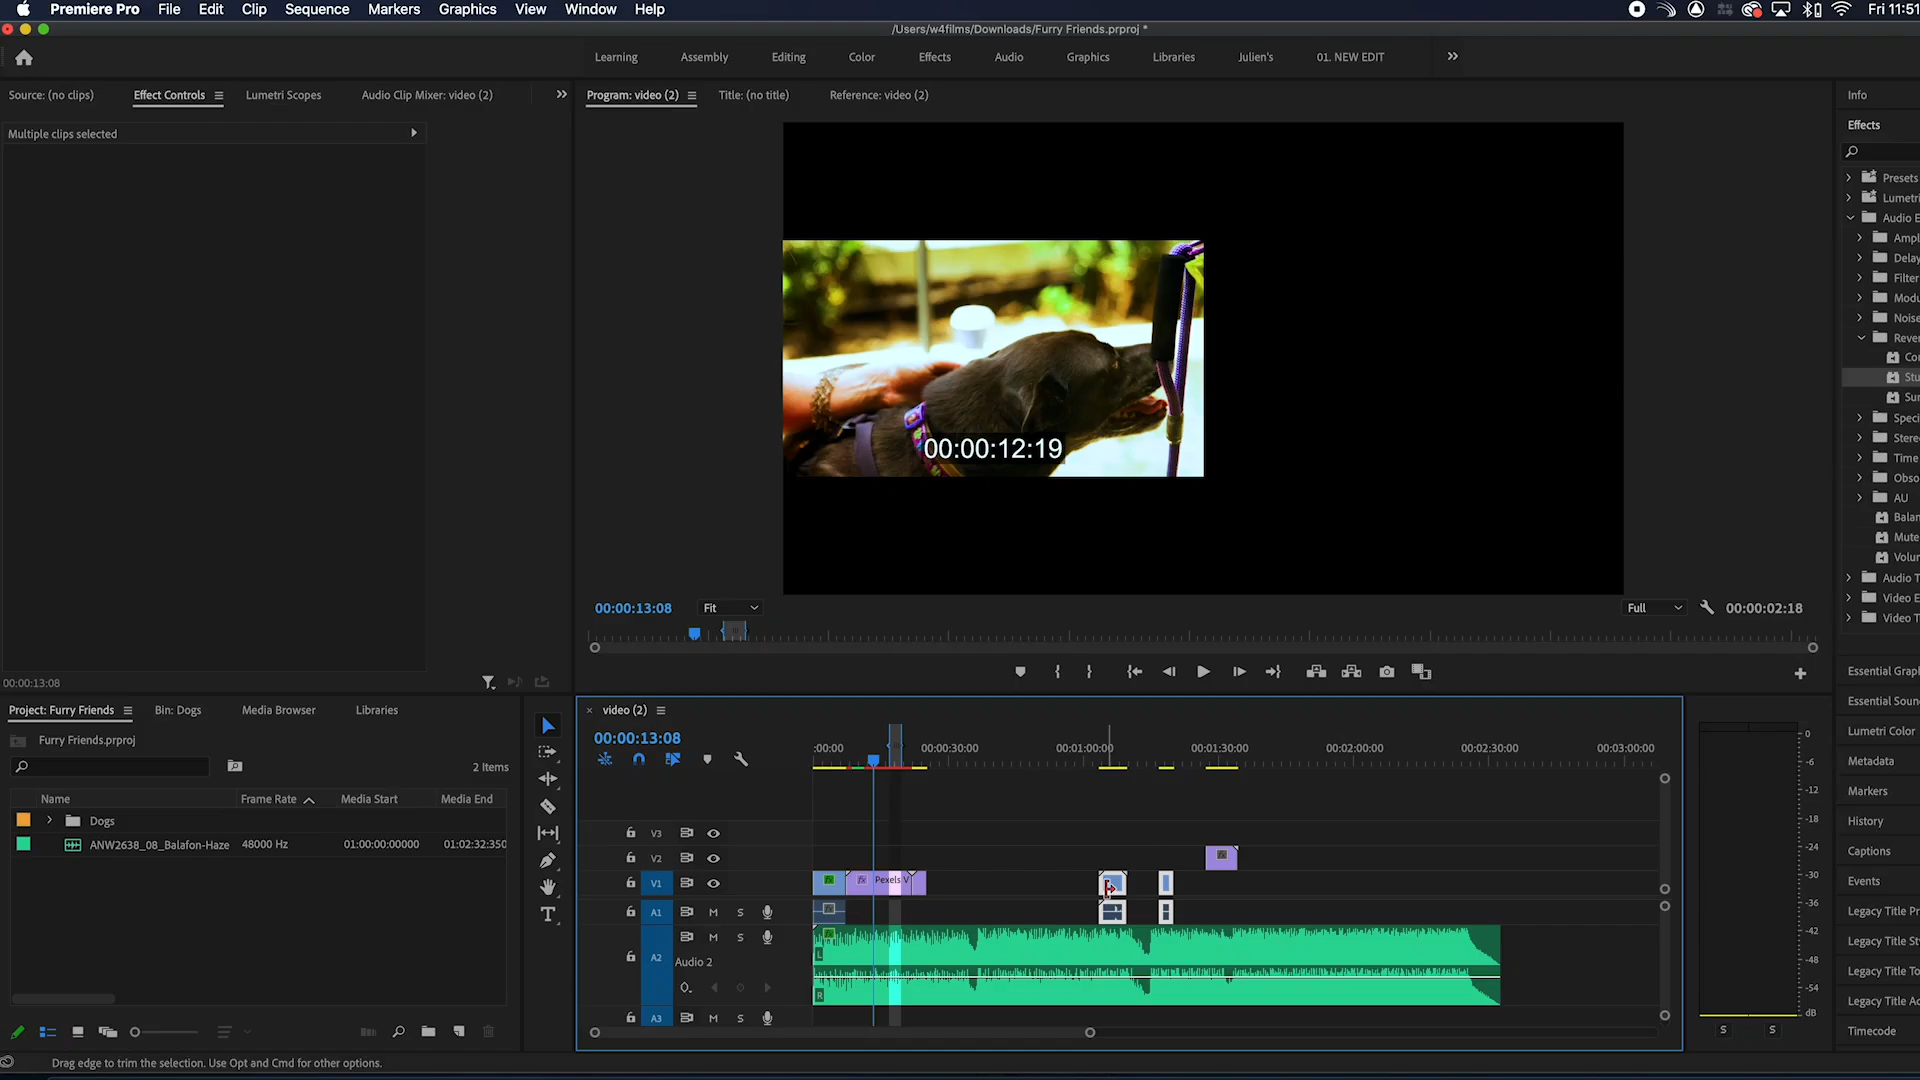 Premiere Pro File Edit Clip Sequence Markers Graphics View Window Help Fri 11:51
/Users/w4films/Downloads/Furry Friends.prproj *
Learning Assembly Editing Color Effects Audio Graphics Libraries Julien's 01. NEW EDIT
Source: (no clips) Effect Controls Lumetri Scopes Audio Clip Mixer: video (2) Program: video (2) Title: (no title) Reference: video (2) Info
Multiple clips selected
Effects
Presets
Lumetri
Audio E
Ampl
Delay
Filter
Modu
Noise
Rever
Cor
Stu
Sur
Speci
Stere
Time
Obso
AU
Balan
Mute
Volur
Audio T
Video E
Video T
00:00:12:19
00:00:13:08 Fit Full 00:00:02:18
00:00:13:08
Project: Furry Friends Bin: Dogs Media Browser Libraries
Furry Friends.prproj
2 Items
Name Frame Rate Media Start Media End
Dogs
ANW2638_08_Balafon-Haze 48000 Hz 01:00:00:00000 01:02:32:350
video (2)
00:00:13:08
:00:00 00:00:30:00 00:01:00:00 00:01:30:00 00:02:00:00 00:02:30:00 00:03:00:00
V3
V2 fx
V1 fx fx Pexels V
A1 M S fx
M S fx L
A2 Audio 2
R
A3 M S
0
-6
-12
-18
-24
-30
-36
-42
-48
-54
dB
S S
Essential Grap
Essential Soun
Lumetri Color
Metadata
Markers
History
Captions
Events
Legacy Title Pr
Legacy Title St
Legacy Title To
Legacy Title Ac
Timecode
Drag edge to trim the selection. Use Opt and Cmd for other options.